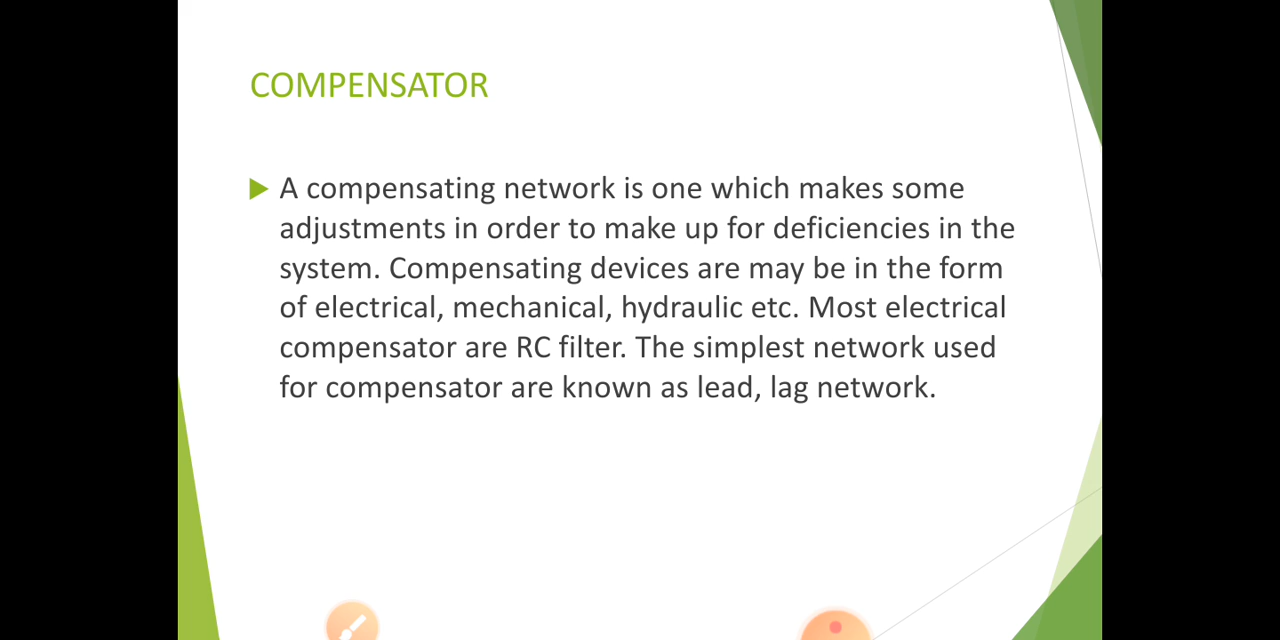 COMPENSATOR
A compensating network is one which makes some
adjustments in order to make up for deficiencies in the
system. Compensating devices are may be in the form
of electrical, mechanical, hydraulic etc. Most electrical
compensator are RC filter. The simplest network used
for compensator are known as lead, lag network.